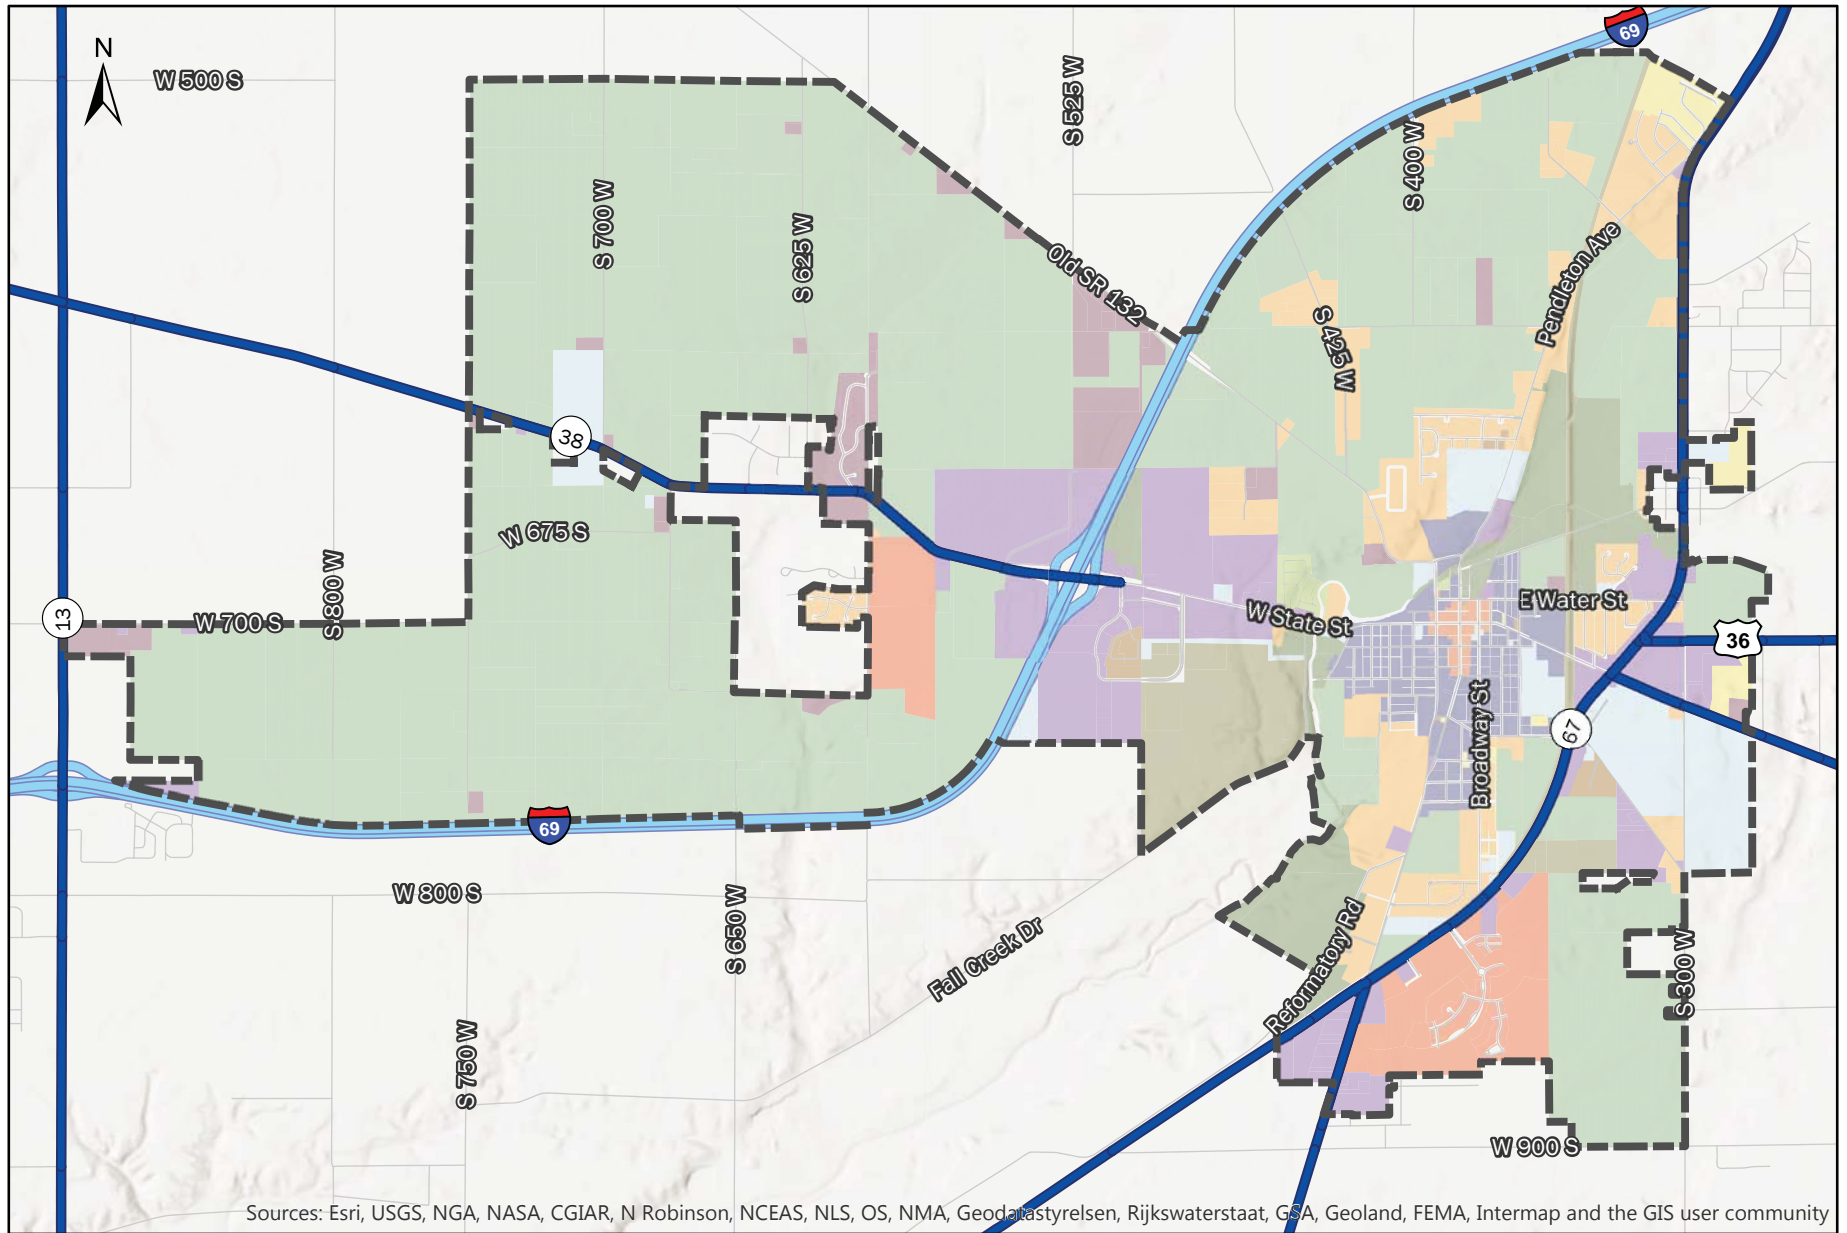 69
N
W 500 S
S 525 W
S 400 W
S 700 W
S 625 W
Old SR 132
Pendleton Ave
S 425 W
38
W 675 S
S 800 W
13
W 700 S
W State St
E Water St
36
Broadway St
67
69
W 800 S
S 650 W
Fall Creek Dr
Reformatory Rd
S 300 W
S 750 W
W 900 S
Sources: Esri, USGS, NGA, NASA, CGIAR, N Robinson, NCEAS, NLS, OS, NMA, Geodatastyrelsen, Rijkswaterstaat, GSA, Geoland, FEMA, Intermap and the GIS user community